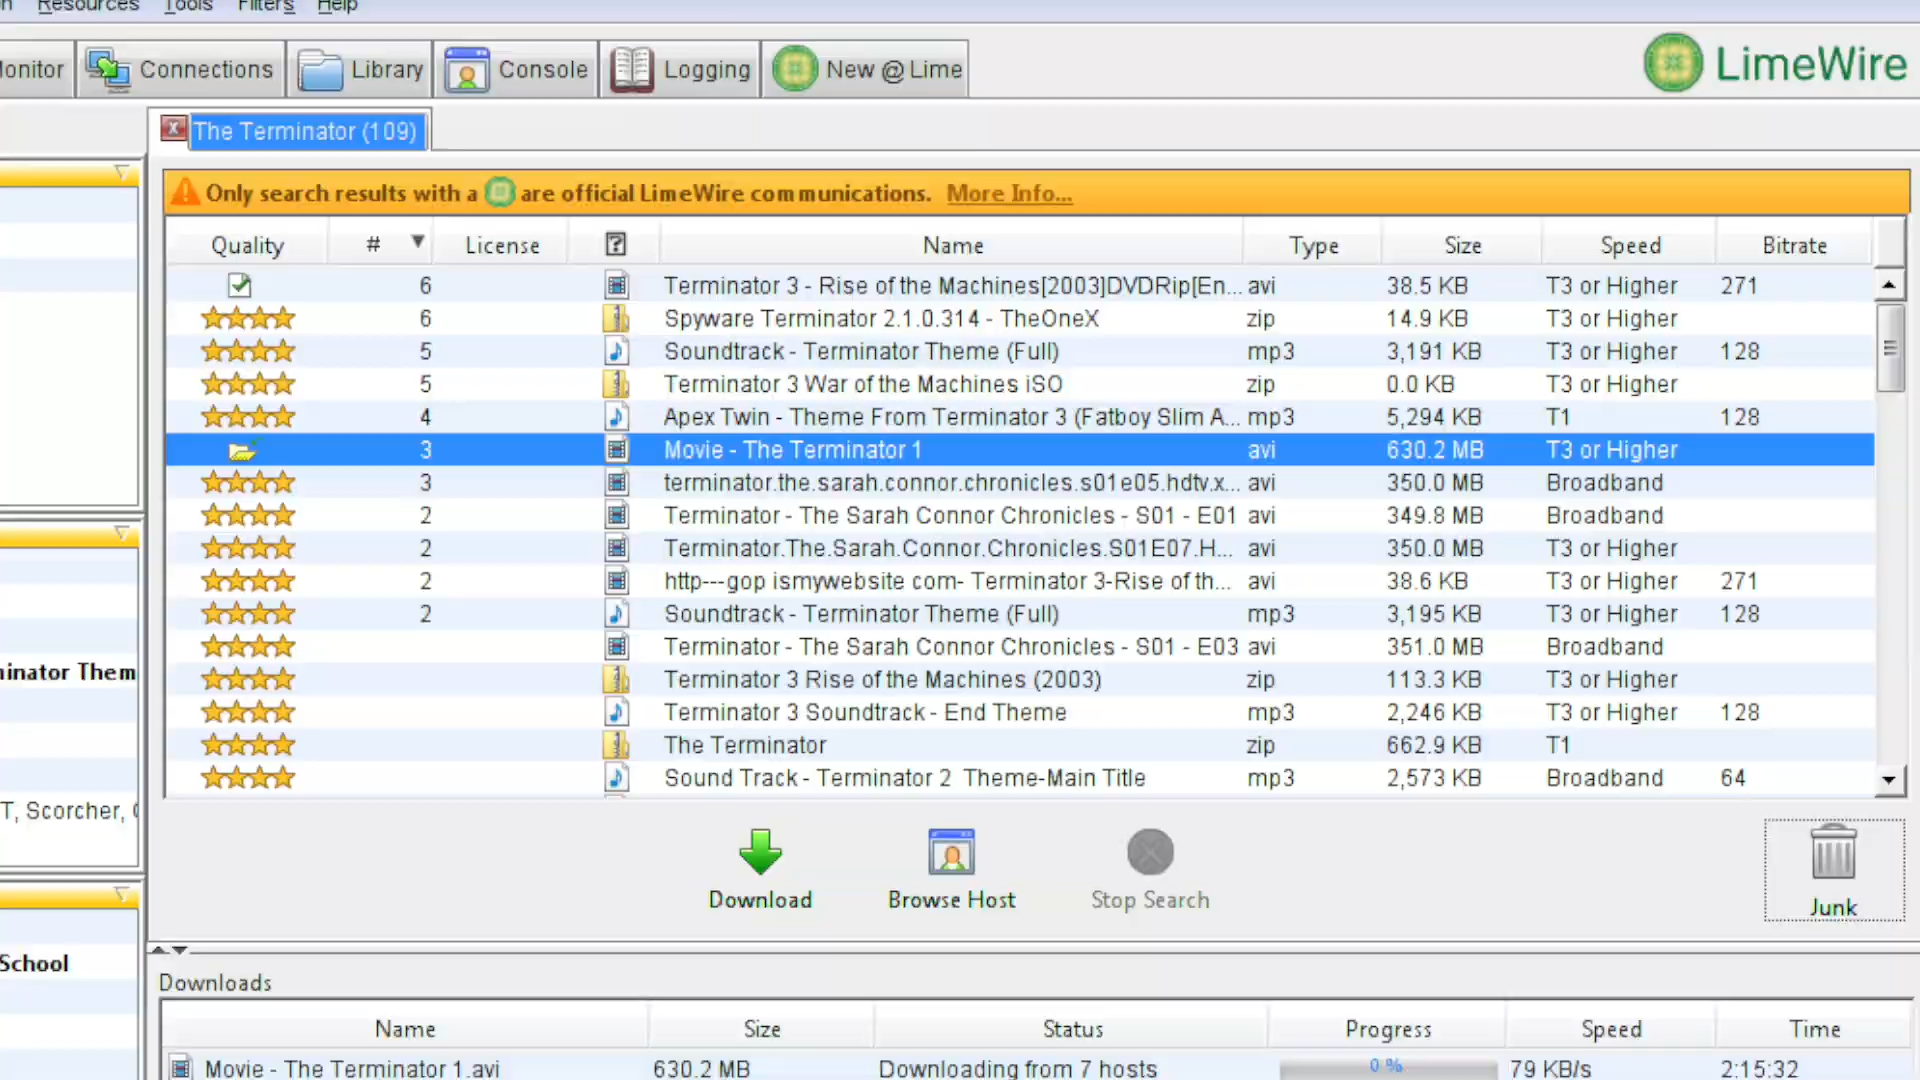 Resources Tools Filters Help
onitor Connections Library Console Logging New @ Lime LimeWire
The Terminator (109)
Only search results with a are official LimeWire communications. More Info...
Quality # License ? Name Type Size Speed Bitrate
6 Terminator 3 - Rise of the Machines[2003]DVDRip[En... avi 38.5 KB T3 or Higher 271
6 Spyware Terminator 2.1.0.314 - TheOneX zip 14.9 KB T3 or Higher
5 Soundtrack - Terminator Theme (Full) mp3 3,191 KB T3 or Higher 128
5 Terminator 3 War of the Machines iSO zip 0.0 KB T3 or Higher
4 Apex Twin - Theme From Terminator 3 (Fatboy Slim A... mp3 5,294 KB T1 128
3 Movie - The Terminator 1 avi 630.2 MB T3 or Higher
3 terminator.the.sarah.connor.chronicles.s01e05.hdtv.x... avi 350.0 MB Broadband
2 Terminator - The Sarah Connor Chronicles - S01 - E01 avi 349.8 MB Broadband
2 Terminator.The.Sarah.Connor.Chronicles.S01E07.H... avi 350.0 MB T3 or Higher
2 http---gop ismywebsite com- Terminator 3-Rise of th... avi 38.6 KB T3 or Higher 271
2 Soundtrack - Terminator Theme (Full) mp3 3,195 KB T3 or Higher 128
Terminator - The Sarah Connor Chronicles - S01 - E03 avi 351.0 MB Broadband
Terminator 3 Rise of the Machines (2003) zip 113.3 KB T3 or Higher
Terminator 3 Soundtrack - End Theme mp3 2,246 KB T3 or Higher 128
The Terminator zip 662.9 KB T1
Sound Track - Terminator 2 Theme-Main Title mp3 2,573 KB Broadband 64
inator Them
T, Scorcher,
School
Download Browse Host Stop Search Junk
Downloads
Name Size Status Progress Speed Time
Movie - The Terminator 1.avi 630.2 MB Downloading from 7 hosts 0 % 79 KB/s 2:15:32